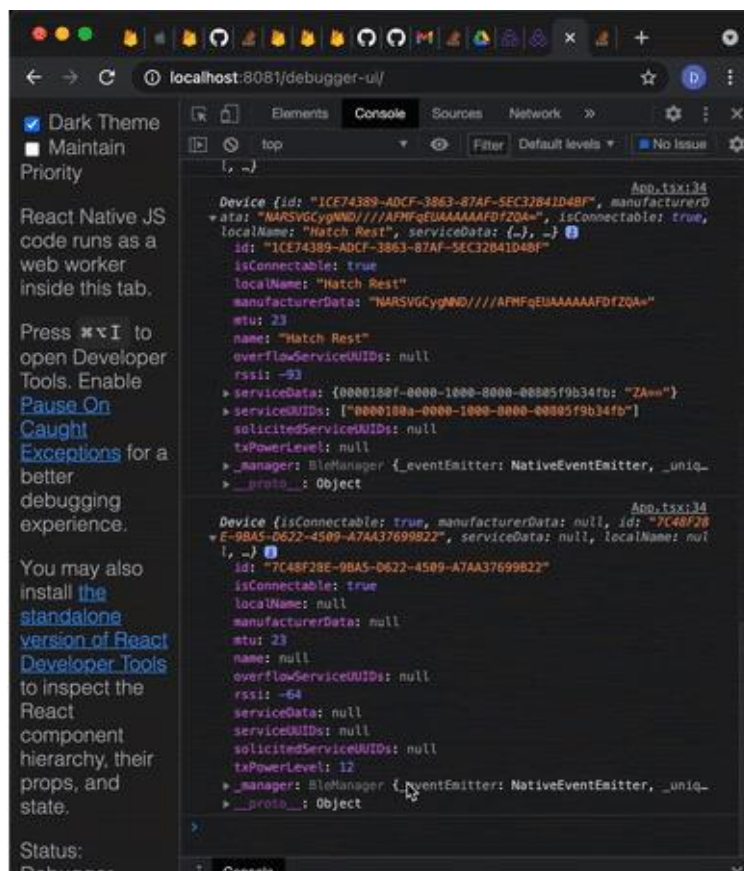 localhost:8081/debugger-ui/
D
Dark Theme
Maintain
Priority
React Native JS
code runs as a
web worker
inside this tab.
Press ⌘⌥I to
open Developer
Tools. Enable
Pause On
Caught
Exceptions for a
better
debugging
experience.
You may also
install the
standalone
version of React
Developer Tools
to inspect the
React
component
hierarchy, their
props, and
state.
Status:
Elements Console Sources Network »
top Filter Default levels ▼ No Issue
l, …}
App.tsx:34
Device {id: "1CE74389-ADCF-3863-87AF-5EC32B41D4BF", manufacturerD
ata: "NARSVGCygNND////AFMFqEUAAAAAAFDfZQA=", isConnectable: true,
localName: "Hatch Rest", serviceData: {…}, …}
id: "1CE74389-ADCF-3863-87AF-5EC32B41D4BF"
isConnectable: true
localName: "Hatch Rest"
manufacturerData: "NARSVGCygNND////AFMFqEUAAAAAAFDfZQA="
mtu: 23
name: "Hatch Rest"
overflowServiceUUIDs: null
rssi: -93
serviceData: {0000180f-0000-1000-8000-00805f9b34fb: "ZA=="}
serviceUUIDs: ["0000180a-0000-1000-8000-00805f9b34fb"]
solicitedServiceUUIDs: null
txPowerLevel: null
_manager: BleManager {_eventEmitter: NativeEventEmitter, _uniq…
__proto__: Object
App.tsx:34
Device {isConnectable: true, manufacturerData: null, id: "7C48F28
E-9BA5-D622-4509-A7AA37699B22", serviceData: null, localName: nul
l, …}
id: "7C48F28E-9BA5-D622-4509-A7AA37699B22"
isConnectable: true
localName: null
manufacturerData: null
mtu: 23
name: null
overflowServiceUUIDs: null
rssi: -64
serviceData: null
serviceUUIDs: null
solicitedServiceUUIDs: null
txPowerLevel: 12
_manager: BleManager {_eventEmitter: NativeEventEmitter, _uniq…
__proto__: Object
Console